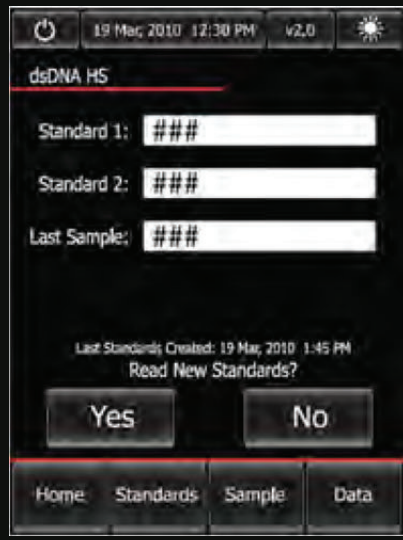 19 Mar, 2010 12:30 PM v2.0
dsDNA HS
Standard 1: ###
Standard 2: ###
Last Sample: ###
Last Standards Created: 19 Mar, 2010 1:45 PM
Read New Standards?
Yes No
Home Standards Sample Data